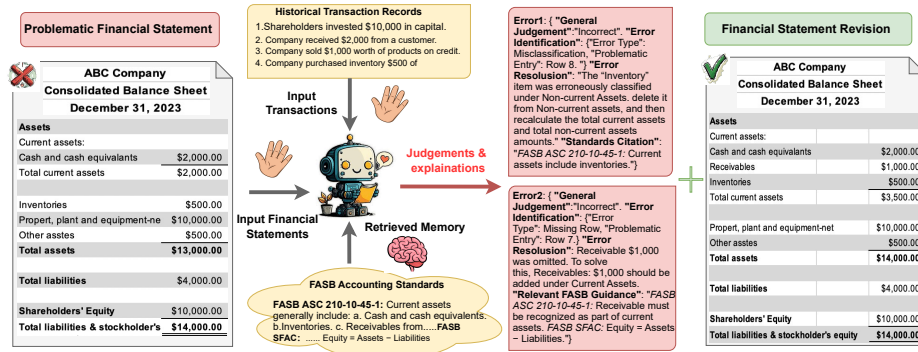 Problematic Financial Statement
ABC Company
Consolidated Balance Sheet
December 31, 2023
Assets
Current assets:
Cash and cash equivalants $2,000.00
Total current assets $2,000.00
Inventories $500.00
Propert, plant and equipment-ne $10,000.00
Other asstes $500.00
Total assets $13,000.00
Total liabilities $4,000.00
Shareholders' Equity $10,000.00
Total liabilities & stockholder's $14,000.00
Historical Transaction Records
1.Shareholders invested $10,000 in capital.
2. Company received $2,000 from a customer.
3. Company sold $1,000 worth of products on credit.
4. Company purchased inventory $500 of
Input
Transactions
Input Financial
Statements
Retrieved Memory
Judgements &
explainations
FASB Accounting Standards
FASB ASC 210-10-45-1: Current assets
generally include: a. Cash and cash equivalents.
b.Inventories. c. Receivables from.....FASB
SFAC: ...... Equity = Assets − Liabilities
Error1: { "General
Judgement":"Incorrect". "Error
Identification": {"Error Type":
Misclassification, "Problematic
Entry": Row 8. "} "Error
Resolusion": "The "Inventory"
item was erroneously classified
under Non-current Assets. delete it
from Non-current assets, and then
recalculate the total current assets
and total non-current assets
amounts." "Standards Citation":
"FASB ASC 210-10-45-1: Current
assets include inventories."}
Error2: { "General
Judgement":"Incorrect". "Error
Identification": {"Error
Type": Missing Row, "Problematic
Entry": Row 7.} "Error
Resolusion": Receivable $1,000
was omitted. To solve
this, Receivables: $1,000 should be
added under Current Assets.
"Relevant FASB Guidance": "FASB
ASC 210-10-45-1: Receivable must
be recognized as part of current
assets. FASB SFAC: Equity = Assets
− Liabilities."}
Financial Statement Revision
ABC Company
Consolidated Balance Sheet
December 31, 2023
Assets
Current assets:
Cash and cash equivalants $2,000.00
Receivables $1,000.00
Inventories $500.00
Total current assets $3,500.00
Propert, plant and equipment-net $10,000.00
Other asstes $500.00
Total assets $14,000.00
Total liabilities $4,000.00
Shareholders' Equity $10,000.00
Total liabilities & stockholder's equity $14,000.00